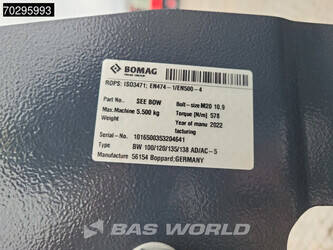 70295993
BOMAG
ROPS: ISO3471; EN474-1/EN500-4
Part No.. SEE BOW Bolt-size M20 10.9
Max.Machine 5.500 kg Torque [N/m] 578
Weight Year of manu 2022
facturing
Serial-No. 1016500353204641
Type BW 100/120/135/138 AD/AC-5
Manufacture 56154 Boppard/GERMANY
BAS WORLD